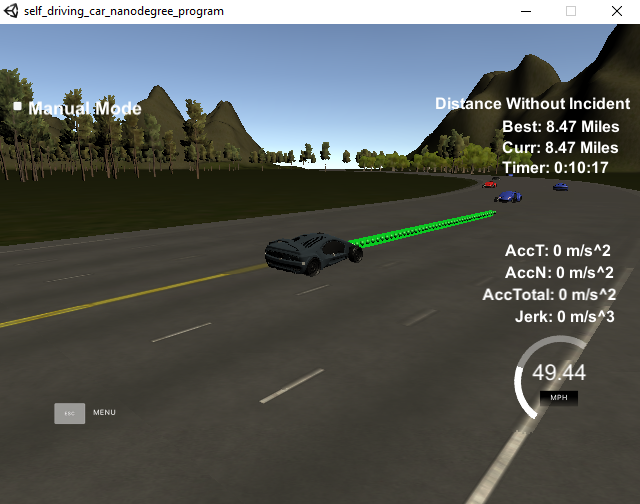 self_driving_car_nanodegree_program
Manual Mode
Distance Without Incident
Best: 8.47 Miles
Curr: 8.47 Miles
Timer: 0:10:17
AccT: 0 m/s^2
AccN: 0 m/s^2
AccTotal: 0 m/s^2
Jerk: 0 m/s^3
49.44
MPH
ESC MENU